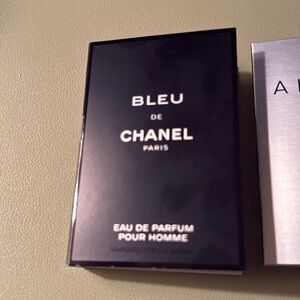 BLEU
DE
CHANEL
PARIS
EAU DE PARFUM
POUR HOMME
A